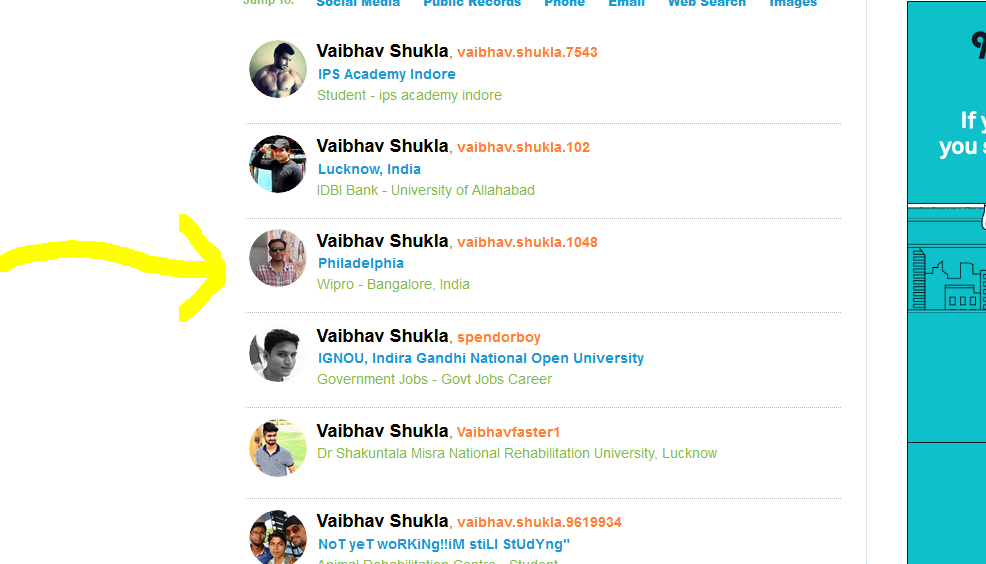 Jump To: Social Media Public Records Phone Email Web Search Images
Vaibhav Shukla, vaibhav.shukla.7543
IPS Academy Indore
Student - ips academy indore
Vaibhav Shukla, vaibhav.shukla.102
Lucknow, India
IDBI Bank - University of Allahabad
Vaibhav Shukla, vaibhav.shukla.1048
Philadelphia
Wipro - Bangalore, India
Vaibhav Shukla, spendorboy
IGNOU, Indira Gandhi National Open University
Government Jobs - Govt Jobs Career
Vaibhav Shukla, Vaibhavfaster1
Dr Shakuntala Misra National Rehabilitation University, Lucknow
Vaibhav Shukla, vaibhav.shukla.9619934
NoT yeT woRKiNg!!iM stiLl StUdYng"
Animal Rehabilitation Centre - Student
If
you